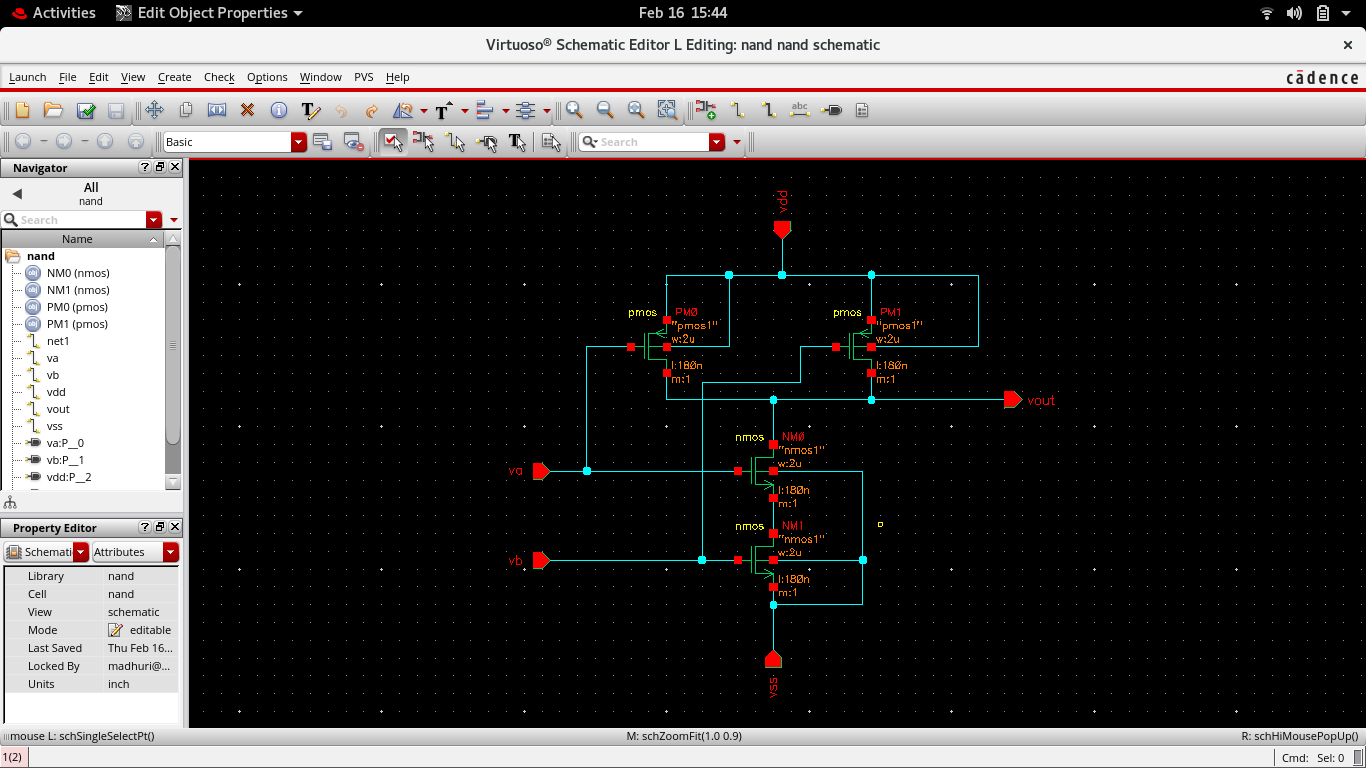 Activities
Edit Object Properties
Feb 16 15:44
Virtuoso® Schematic Editor L Editing: nand nand schematic
Launch File Edit View Create Check Options Window PVS Help
cādence
Basic
Search
Navigator
All
nand
Search
Name
nand
NM0 (nmos)
NM1 (nmos)
PM0 (pmos)
PM1 (pmos)
net1
va
vb
vdd
vout
vss
va:P__0
vb:P__1
vdd:P__2
Property Editor
Schemati
Attributes
Library nand
Cell nand
View schematic
Mode editable
Last Saved Thu Feb 16...
Locked By madhuri@...
Units inch
vdd
pmos PM0
"pmos1"
w:2u
l:180n
m:1
pmos PM1
"pmos1"
w:2u
l:180n
m:1
vout
nmos NM0
"nmos1"
w:2u
l:180n
m:1
va
nmos NM1
"nmos1"
w:2u
l:180n
m:1
vb
vss
mouse L: schSingleSelectPt()
M: schZoomFit(1.0 0.9)
R: schHiMousePopUp()
1(2)
Cmd: Sel: 0